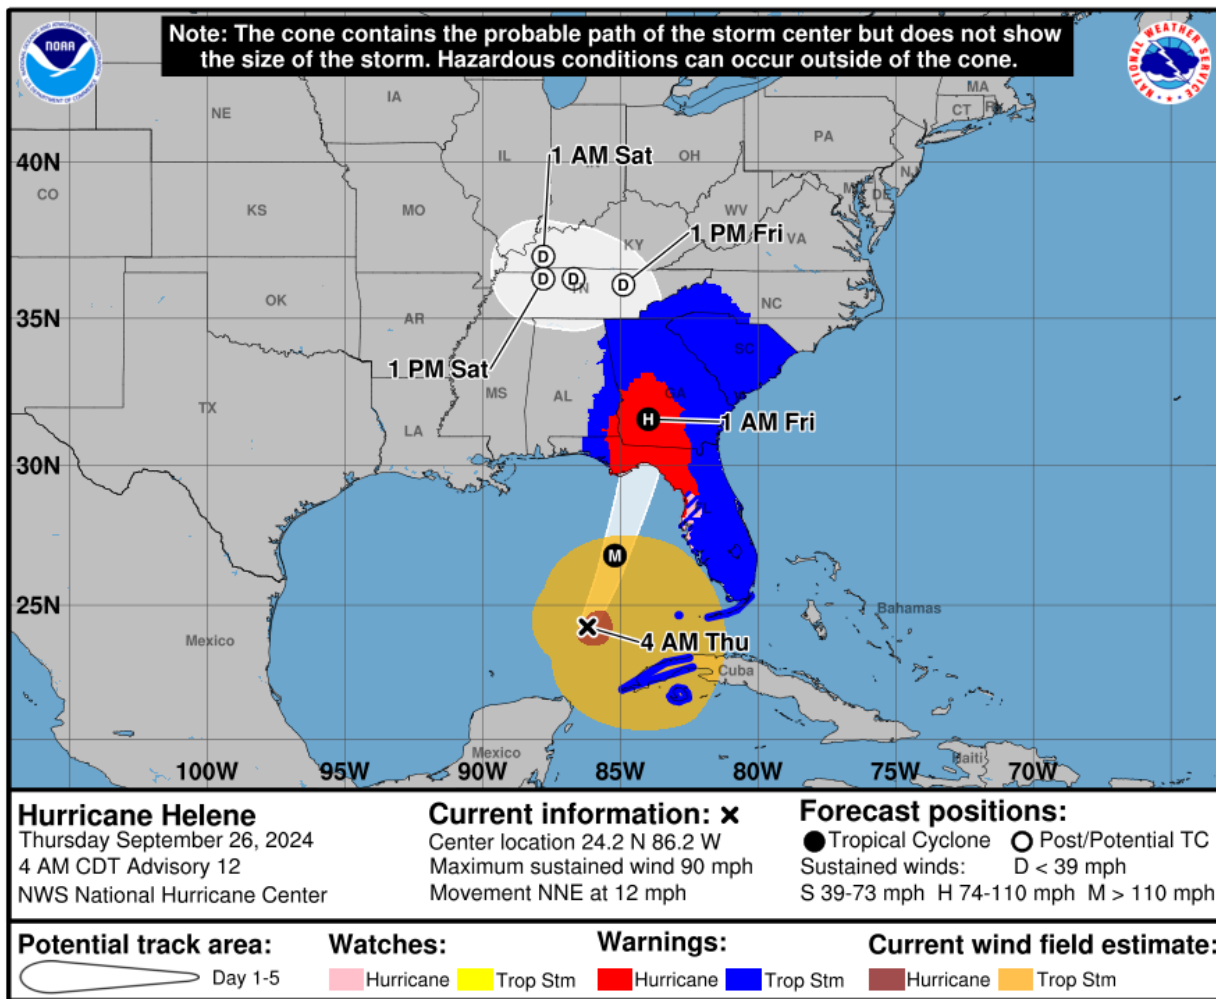 Note: The cone contains the probable path of the storm center but does not show
the size of the storm. Hazardous conditions can occur outside of the cone.
NOAA
NATIONAL WEATHER SERVICE
MA
CT
RI
NE
IA
PA
IL
OH
NJ
DE
40N
1 AM Sat
CO
KS
MO
WV
VA
KY
1 PM Fri
D
D
D
D
TN
OK
AR
NC
35N
SC
1 PM Sat
MS
AL
GA
TX
LA
H
1 AM Fri
30N
M
25N
4 AM Thu
Bahamas
Mexico
Cuba
Mexico
Haiti
100W
95W
90W
85W
80W
75W
70W
Hurricane Helene
Thursday September 26, 2024
4 AM CDT Advisory 12
NWS National Hurricane Center
Current information: ×
Center location 24.2 N 86.2 W
Maximum sustained wind 90 mph
Movement NNE at 12 mph
Forecast positions:
Tropical Cyclone Post/Potential TC
Sustained winds: D < 39 mph
S 39-73 mph H 74-110 mph M > 110 mph
Potential track area:
Day 1-5
Watches:
Hurricane Trop Stm
Warnings:
Hurricane Trop Stm
Current wind field estimate:
Hurricane Trop Stm